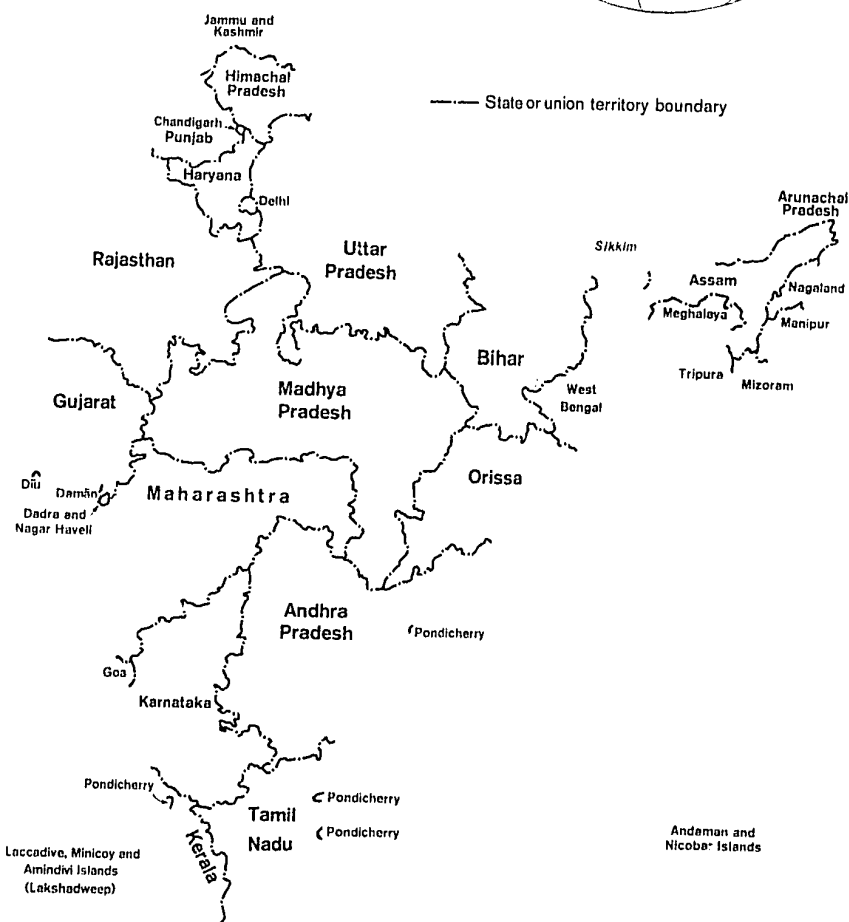 Jammu and
Kashmir
Himachal
Pradesh
State or union territory boundary
Chandigarh
Punjab
Haryana
Delhi
Arunachal
Pradesh
Sikkim
Uttar
Pradesh
Rajasthan
Assam
Nagaland
Meghalaya
Manipur
Bihar
Tripura
Mizoram
West
Bengal
Madhya
Pradesh
Gujarat
Orissa
Diu
Damān
Maharashtra
Dadra and
Nagar Haveli
Andhra
Pradesh
Pondicherry
Goa
Karnataka
Pondicherry
Pondicherry
Tamil
Nadu
Pondicherry
Kerala
Laccadive, Minicoy and
Amindivi Islands
(Lakshadweep)
Andaman and
Nicobar Islands